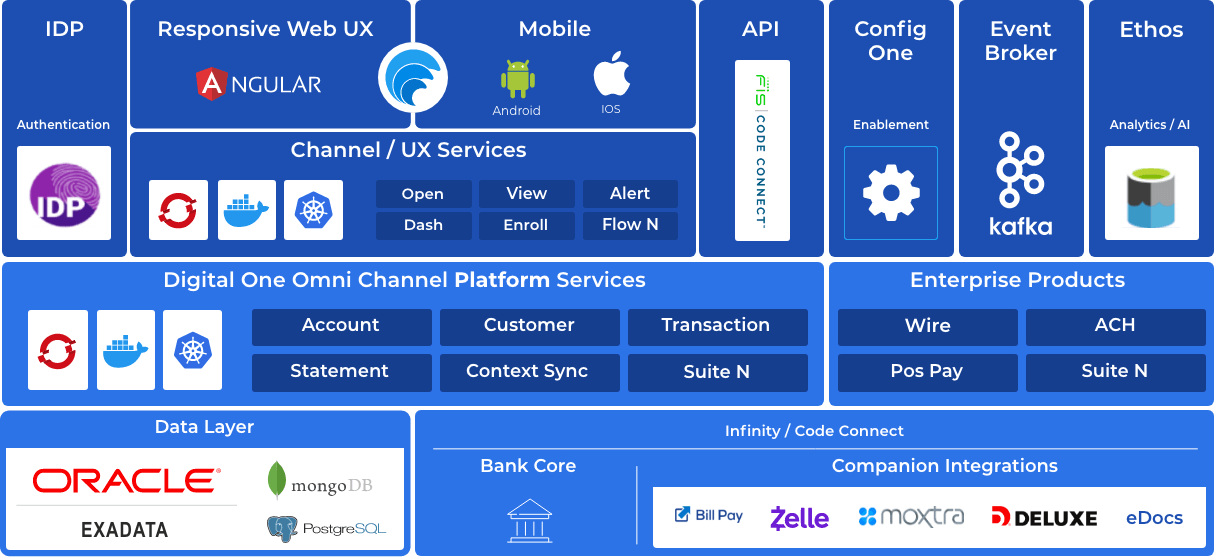 IDP
Authentication
IDP
Responsive Web UX
A NGULAR
Mobile
Android
IOS
Channel / UX Services
Open
View
Alert
Dash
Enroll
Flow N
API
FIS | CODE CONNECT™
Config
One
Enablement
Event
Broker
kafka
Ethos
Analytics / AI
Digital One Omni Channel Platform Services
Account
Customer
Transaction
Statement
Context Sync
Suite N
Enterprise Products
Wire
ACH
Pos Pay
Suite N
Data Layer
ORACLE®
EXADATA
mongoDB
PostgreSQL
Infinity / Code Connect
Bank Core
Companion Integrations
Bill Pay
Zelle
moxtra
DELUXE
eDocs